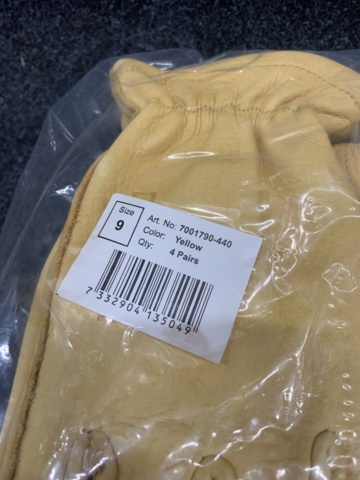 Size
9
Art. No: 7001790-440
Color: Yellow
Qty: 4 Pairs
7 332904 135049